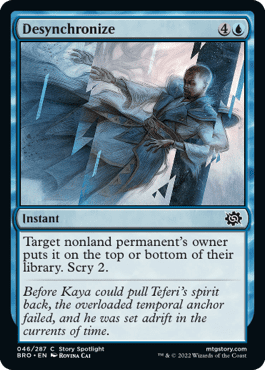 Desynchronize 4
Instant
Target nonland permanent's owner
puts it on the top or bottom of their
library. Scry 2.
Before Kaya could pull Teferi's spirit
back, the overloaded temporal anchor
failed, and he was set adrift in the
currents of time.
046/287 C Story Spotlight
BRO • EN Rovina Cai
mtgstory.com
™ & © 2022 Wizards of the Coast